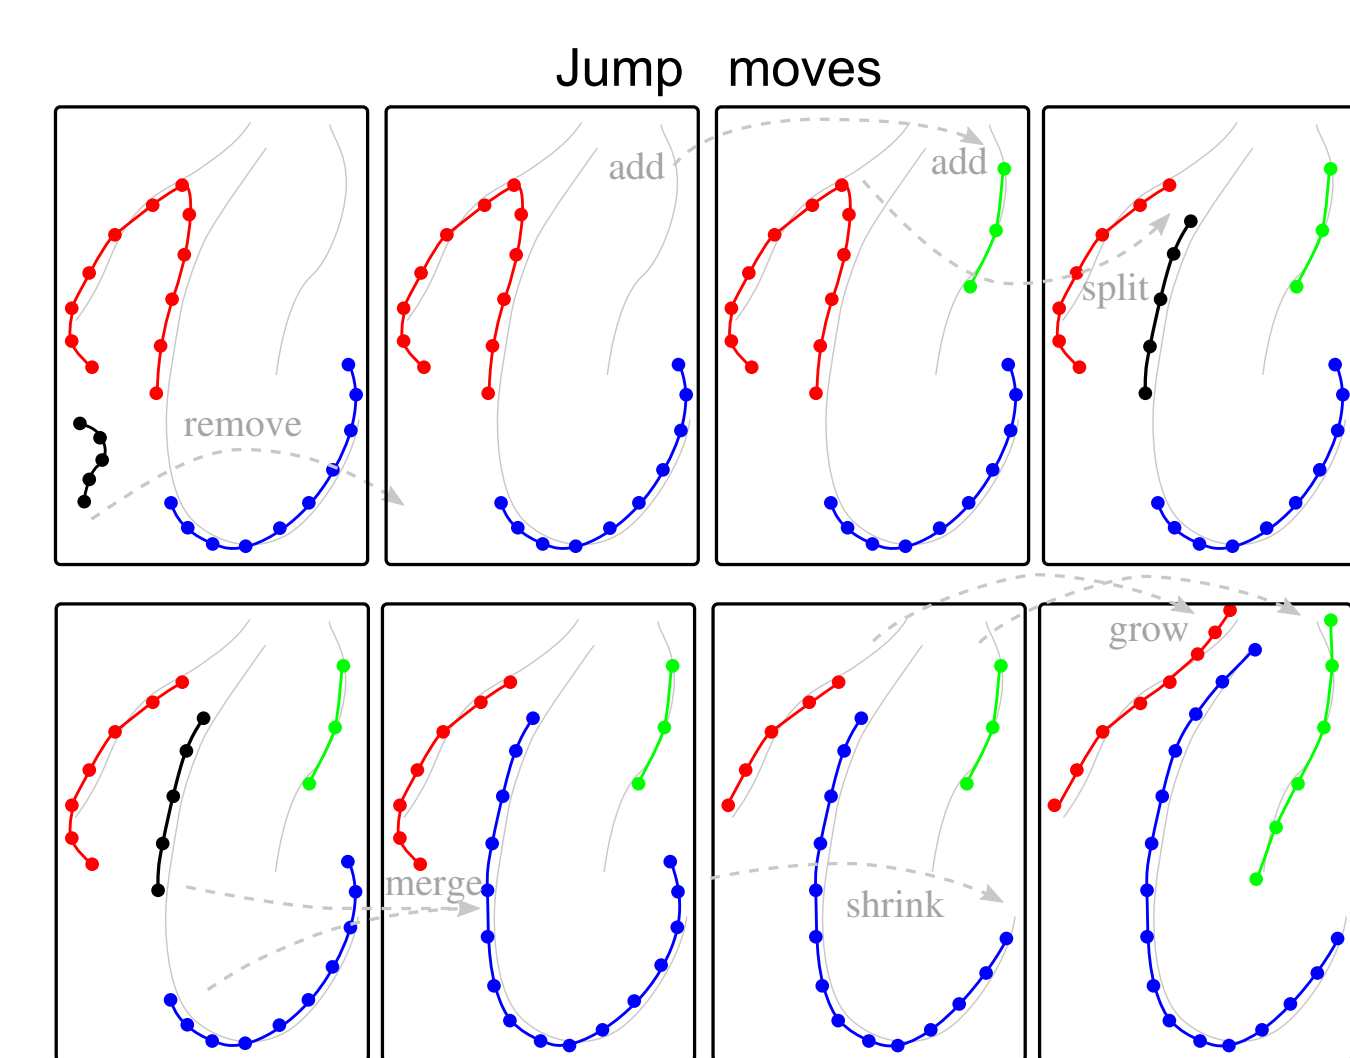 Jump moves
add
add
split
remove
grow
merge
shrink